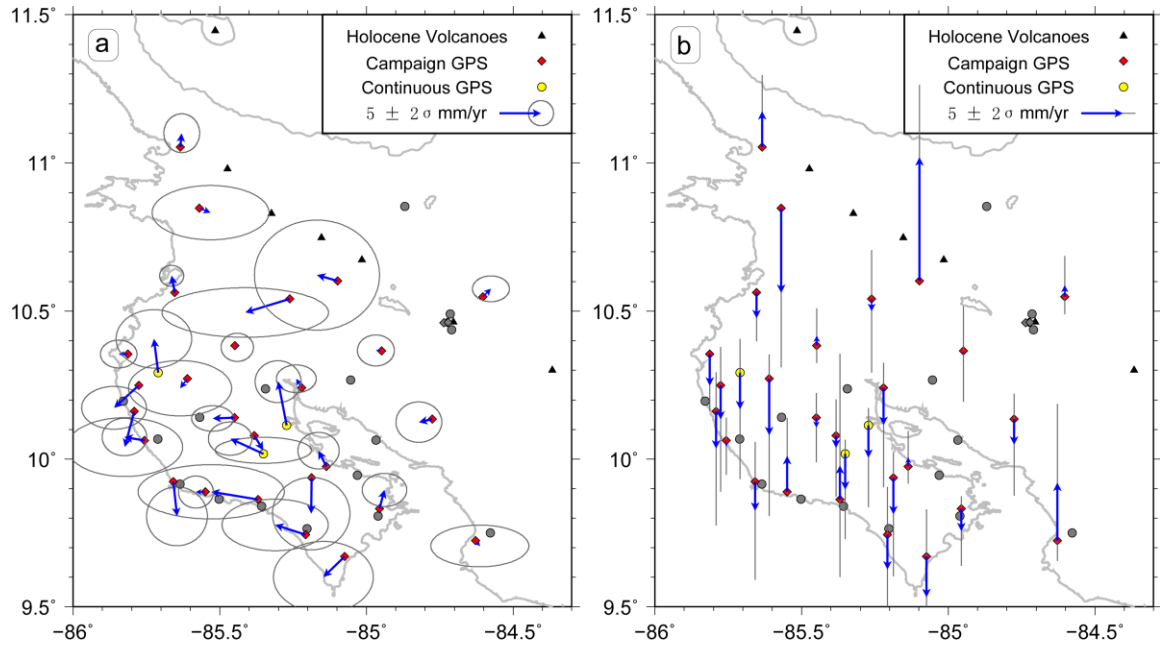 a
Holocene Volcanoes
Campaign GPS
Continuous GPS
5 ± 2 σ mm/yr
11.5°
11°
10.5°
10°
9.5°
−86°
−85.5°
−85°
−84.5°
b
Holocene Volcanoes
Campaign GPS
Continuous GPS
5 ± 2 σ mm/yr
11.5°
11°
10.5°
10°
9.5°
−86°
−85.5°
−85°
−84.5°